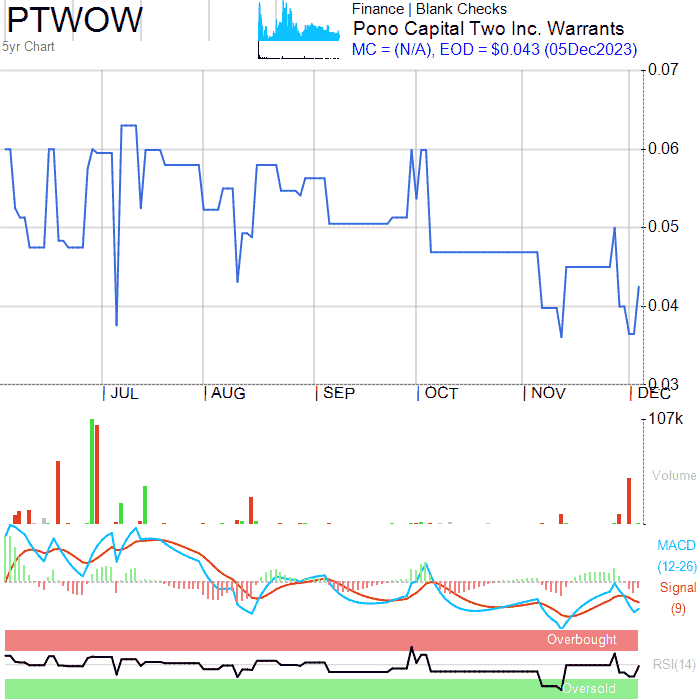 PTWOW
Finance | Blank Checks
Pono Capital Two Inc. Warrants
5yr Chart
MC = (N/A), EOD = $0.043 (05Dec2023)
0.07
0.06
0.05
0.04
0.03
JUL
AUG
SEP
OCT
NOV
DEC
107k
Volume
MACD
(12-26)
Signal
(9)
Overbought
RSI(14)
Oversold